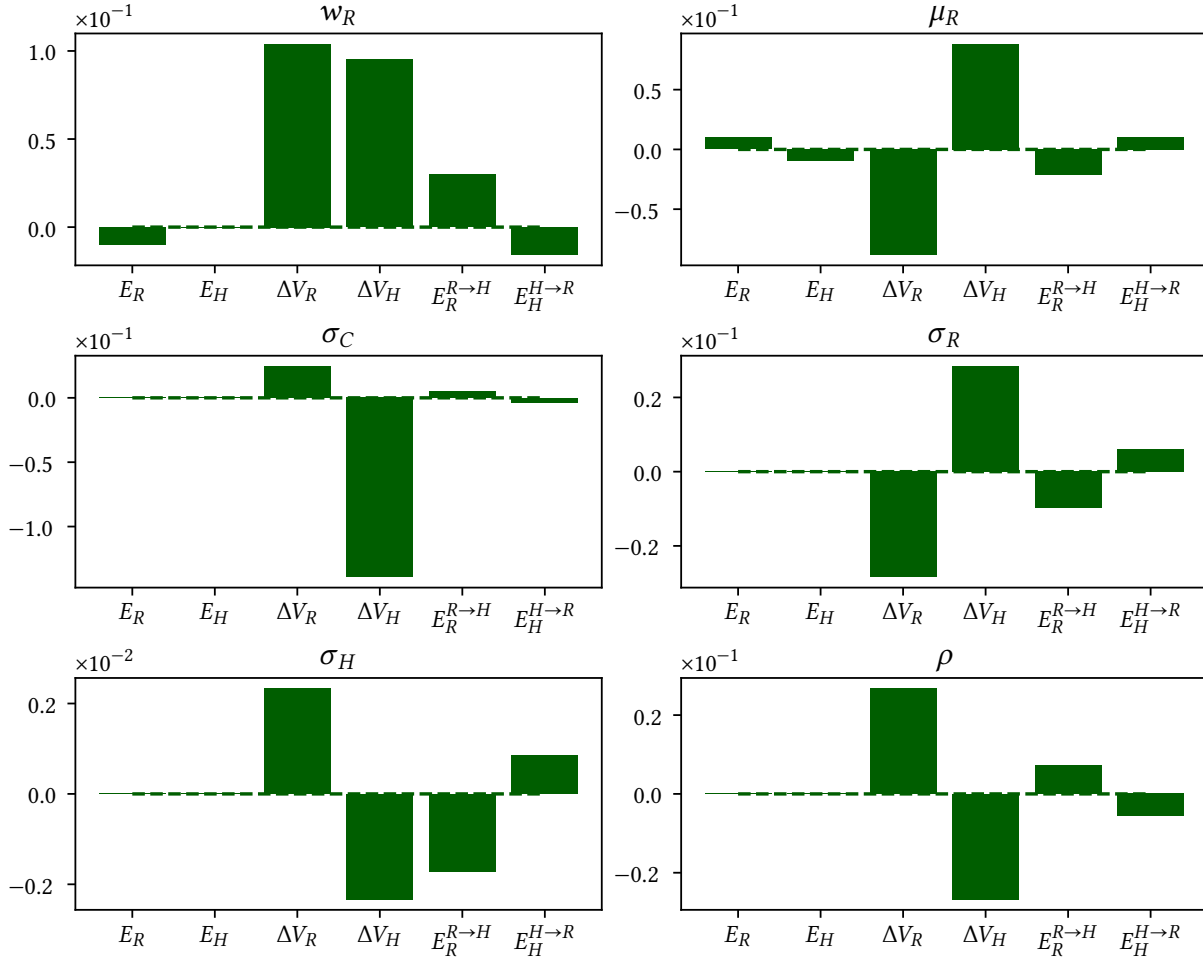 ×10⁻¹ w_R
1.0
0.5
0.0
E_R E_H ΔV_R ΔV_H E_R^{R→H} E_H^{H→R}
×10⁻¹ μ_R
0.5
0.0
−0.5
E_R E_H ΔV_R ΔV_H E_R^{R→H} E_H^{H→R}
×10⁻¹ σ_C
0.0
−0.5
−1.0
E_R E_H ΔV_R ΔV_H E_R^{R→H} E_H^{H→R}
×10⁻¹ σ_R
0.2
0.0
−0.2
E_R E_H ΔV_R ΔV_H E_R^{R→H} E_H^{H→R}
×10⁻² σ_H
0.2
0.0
−0.2
E_R E_H ΔV_R ΔV_H E_R^{R→H} E_H^{H→R}
×10⁻¹ ρ
0.2
0.0
−0.2
E_R E_H ΔV_R ΔV_H E_R^{R→H} E_H^{H→R}